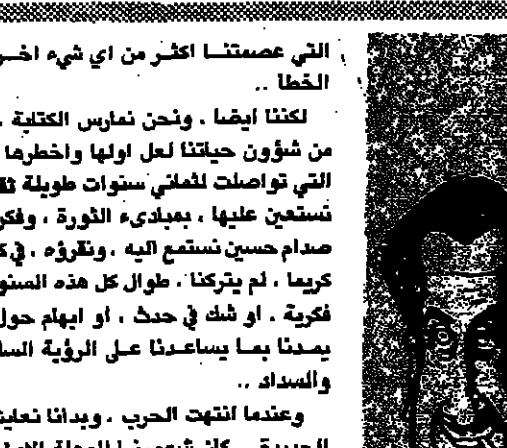 التي عصمتنا اكثر من اي شيء اخر
الخطا ..
لكننا ايضا ، ونحن نمارس الكتابة ،
من شؤون حياتنا لعل اولها واخطرها
التي تواصلت لثماني سنوات طويلة
نستعين عليها ، بمبادىء الثورة ، وفكر
صدام حسين نستمع اليه ، ونقرؤه ، في
كريما ، لم يتركنا ، طوال كل هذه السنو
فكرية ، او شك في حدث ، او ابهام حول
يمدنا بما يساعدنا على الرؤية السل
والسداد ..
وعندما انتهت الحرب ، وبدانا نعاين